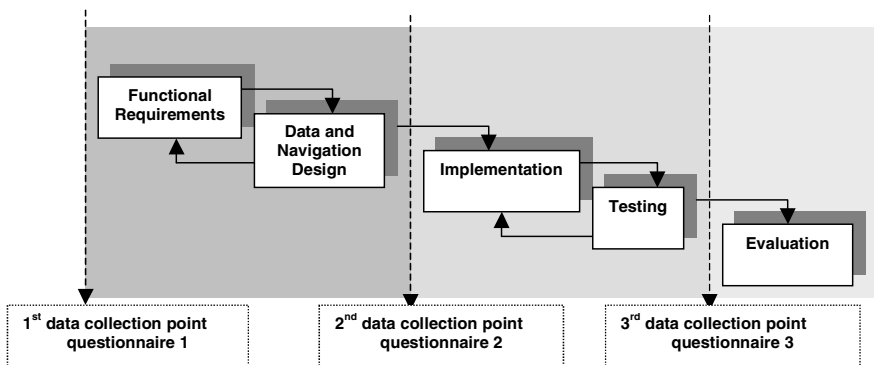 Functional
Requirements
Data and
Navigation
Design
Implementation
Testing
Evaluation
1st data collection point
questionnaire 1
2nd data collection point
questionnaire 2
3rd data collection point
questionnaire 3